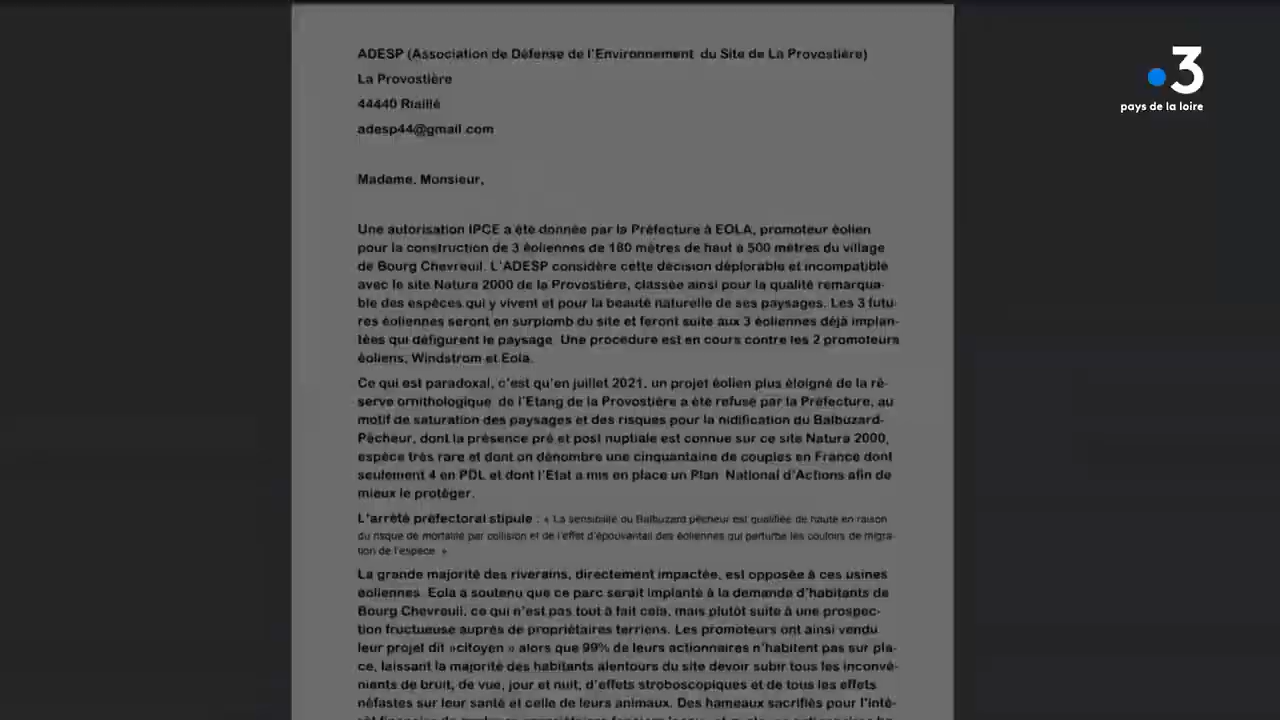 ADESP (Association de Défense de l'Environnement du Site de La Provostière)
La Provostière
44440 Riaillé
adesp44@gmail.com
Madame, Monsieur,
Une autorisation IPCE a été donnée par la Préfecture à EOLA, promoteur éolien
pour la construction de 3 éoliennes de 180 mètres de haut à 500 mètres du village
de Bourg Chevreuil. L'ADESP considère cette décision déplorable et incompatible
avec le site Natura 2000 de la Provostière, classée ainsi pour la qualité remarqua-
ble des espèces qui y vivent et pour la beauté naturelle de ses paysages. Les 3 futu-
res éoliennes seront en surplomb du site et feront suite aux 3 éoliennes déjà implan-
tées qui défigurent le paysage. Une procédure est en cours contre les 2 promoteurs
éoliens, Windstrom et Eola.
Ce qui est paradoxal, c'est qu'en juillet 2021, un projet éolien plus éloigné de la ré-
serve ornithologique de l'Etang de la Provostière a été refusé par la Préfecture, au
motif de saturation des paysages et des risques pour la nidification du Balbuzard-
Pêcheur, dont la présence pré et post nuptiale est connue sur ce site Natura 2000,
espèce très rare et dont on dénombre une cinquantaine de couples en France dont
seulement 4 en PDL et dont l'Etat a mis en place un Plan National d'Actions afin de
mieux le protéger.
L'arrêté préfectoral stipule : « La sensibilité du Balbuzard pêcheur est qualifiée de haute en raison
du risque de mortalité par collision et de l'effet d'épouvantail des éoliennes qui perturbe les couloirs de migra-
tion de l'espèce. »
La grande majorité des riverains, directement impactée, est opposée à ces usines
éoliennes. Eola a soutenu que ce parc serait implanté à la demande d'habitants de
Bourg Chevreuil, ce qui n'est pas tout à fait cela, mais plutôt suite à une prospec-
tion fructueuse auprès de propriétaires terriens. Les promoteurs ont ainsi vendu
leur projet dit »citoyen » alors que 99% de leurs actionnaires n'habitent pas sur pla-
ce, laissant la majorité des habitants alentours du site devoir subir tous les inconvé-
nients de bruit, de vue, jour et nuit, d'effets stroboscopiques et de tous les effets
néfastes sur leur santé et celle de leurs animaux. Des hameaux sacrifiés pour l'inté-
3
pays de la loire